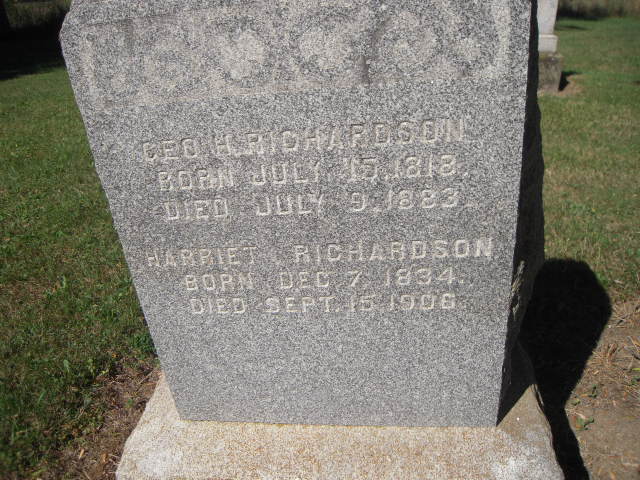 GEO. H. RICHARDSON
BORN JULY 15, 1818.
DIED JULY 9, 1883.
HARRIET RICHARDSON
BORN DEC. 7, 1834.
DIED SEPT. 15, 1906.